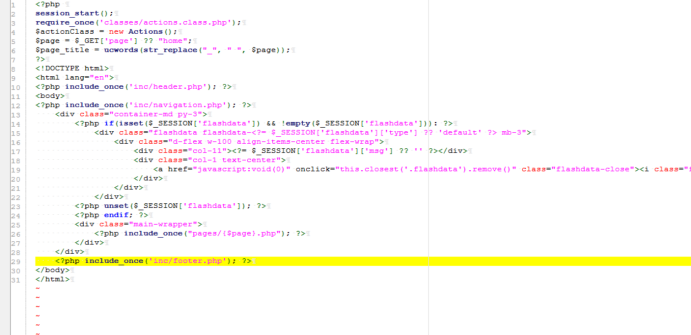 1 <?php
2 session_start();
3 require_once('classes/actions.class.php');
4 $actionClass = new Actions();
5 $page = $_GET['page'] ?? "home";
6 $page_title = ucwords(str_replace("_", " ", $page));
7 ?>
8 <!DOCTYPE html>
9 <html lang="en">
10 <?php include_once('inc/header.php'); ?>
11 <body>
12 <?php include_once('inc/navigation.php'); ?>
13 <div class="container-md py-3">
14 <?php if(isset($_SESSION['flashdata']) && !empty($_SESSION['flashdata'])): ?>
15 <div class="flashdata flashdata-<?= $_SESSION['flashdata']['type'] ?? 'default' ?> mb-3">
16 <div class="d-flex w-100 align-items-center flex-wrap">
17 <div class="col-11"><?= $_SESSION['flashdata']['msg'] ?? '' ?></div>
18 <div class="col-1 text-center">
19 <a href="javascript:void(0)" onclick="this.closest('.flashdata').remove()" class="flashdata-close"><i class="
20 </div>
21 </div>
22 </div>
23 <?php unset($_SESSION['flashdata']); ?>
24 <?php endif; ?>
25 <div class="main-wrapper">
26 <?php include_once("pages/{$page}.php"); ?>
27 </div>
28 </div>
29 <?php include_once('inc/footer.php'); ?>
30 </body>
31 </html>